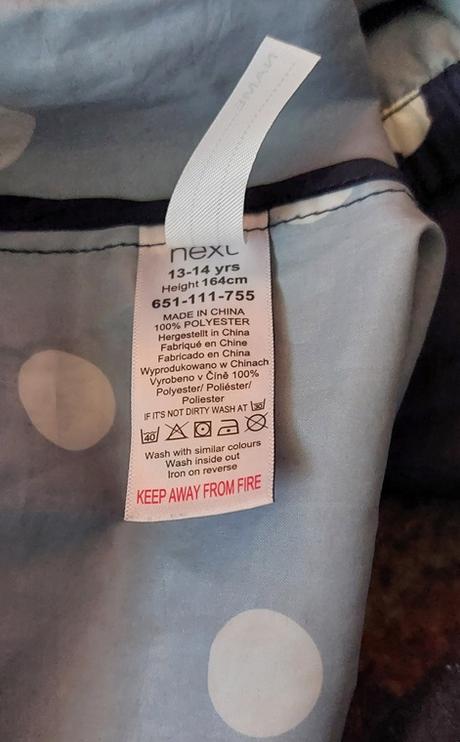 NAME
next
13-14 yrs
Height 164cm
651-111-755
MADE IN CHINA
100% POLYESTER
Hergestellt in China
Fabriqué en Chine
Fabricado en China
Wyprodukowano w Chinach
Vyrobeno v Číně 100%
Polyester/ Poliéster/
Poliester
IF IT'S NOT DIRTY WASH AT 30
40
Wash with similar colours
Wash inside out
Iron on reverse
KEEP AWAY FROM FIRE